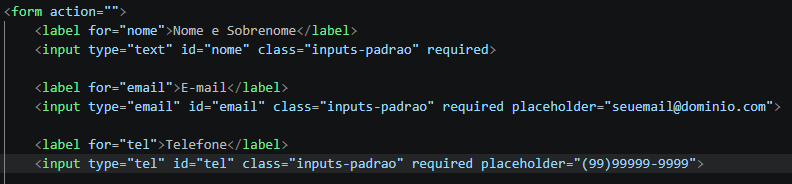 <form action="">
<label for="nome">Nome e Sobrenome</label>
<input type="text" id="nome" class="inputs-padrao" required>
<label for="email">E-mail</label>
<input type="email" id="email" class="inputs-padrao" required placeholder="seuemail@dominio.com">
<label for="tel">Telefone</label>
<input type="tel" id="tel" class="inputs-padrao" required placeholder="(99)99999-9999">